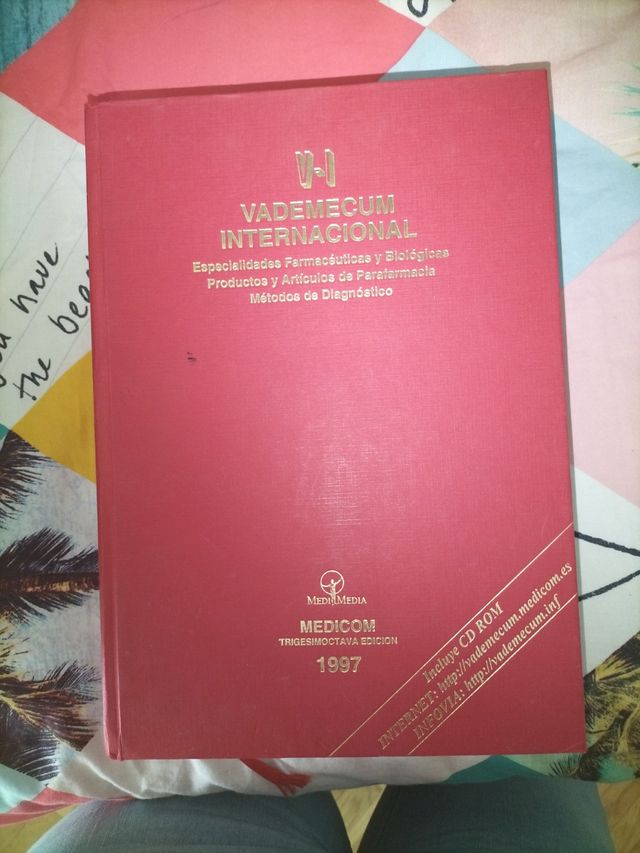 have
the
V-I
VADEMECUM
INTERNACIONAL
Especialidades Farmacéuticas y Biológicas
Productos y Artículos de Parafarmacia
Métodos de Diagnóstico
MEDIMEDIA
MEDICOM
TRIGESIMOCTAVA EDICION
1997
Incluye CD ROM
INTERNET: http://vademecum.medicom.es
INFOVIA: http://vademecum.inf